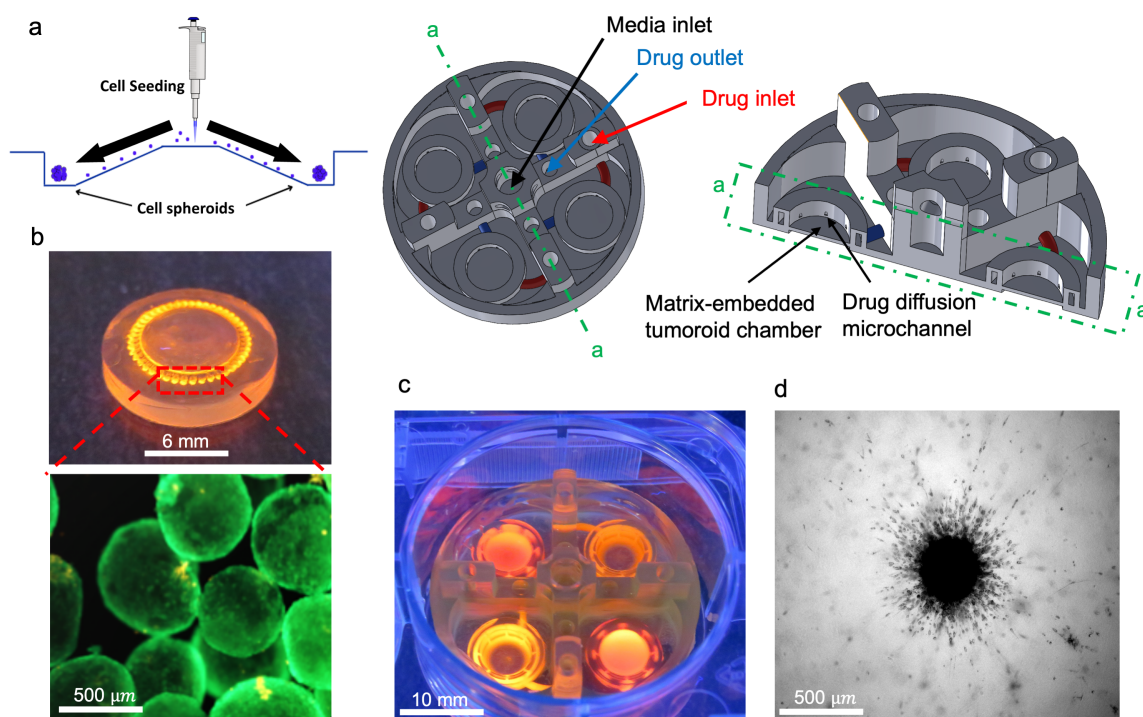 a
Cell Seeding
Cell spheroids
a
Media inlet
Drug outlet
Drug inlet
a
a
a
Matrix-embedded
tumoroid chamber
Drug diffusion
microchannel
b
6 mm
500 μm
c
10 mm
d
500 μm